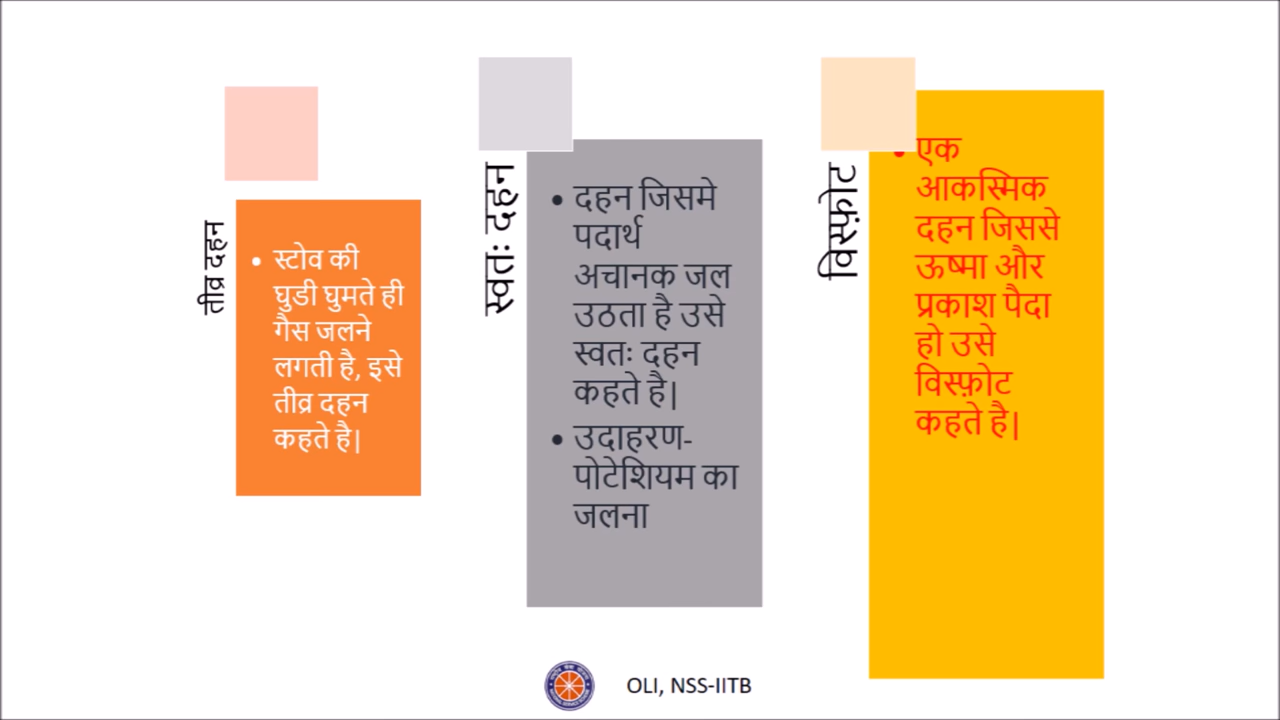 तीव्र दहन
• स्टोव की
घुडी घुमते ही
गैस जलने
लगती है, इसे
तीव्र दहन
कहते है|
स्वतः दहन
• दहन जिसमे
पदार्थ
अचानक जल
उठता है उसे
स्वतः दहन
कहते है|
• उदाहरण-
पोटेशियम का
जलना
विस्फ़ोट
• एक
आकस्मिक
दहन जिससे
ऊष्मा और
प्रकाश पैदा
हो उसे
विस्फ़ोट
कहते है|
OLI, NSS-IITB